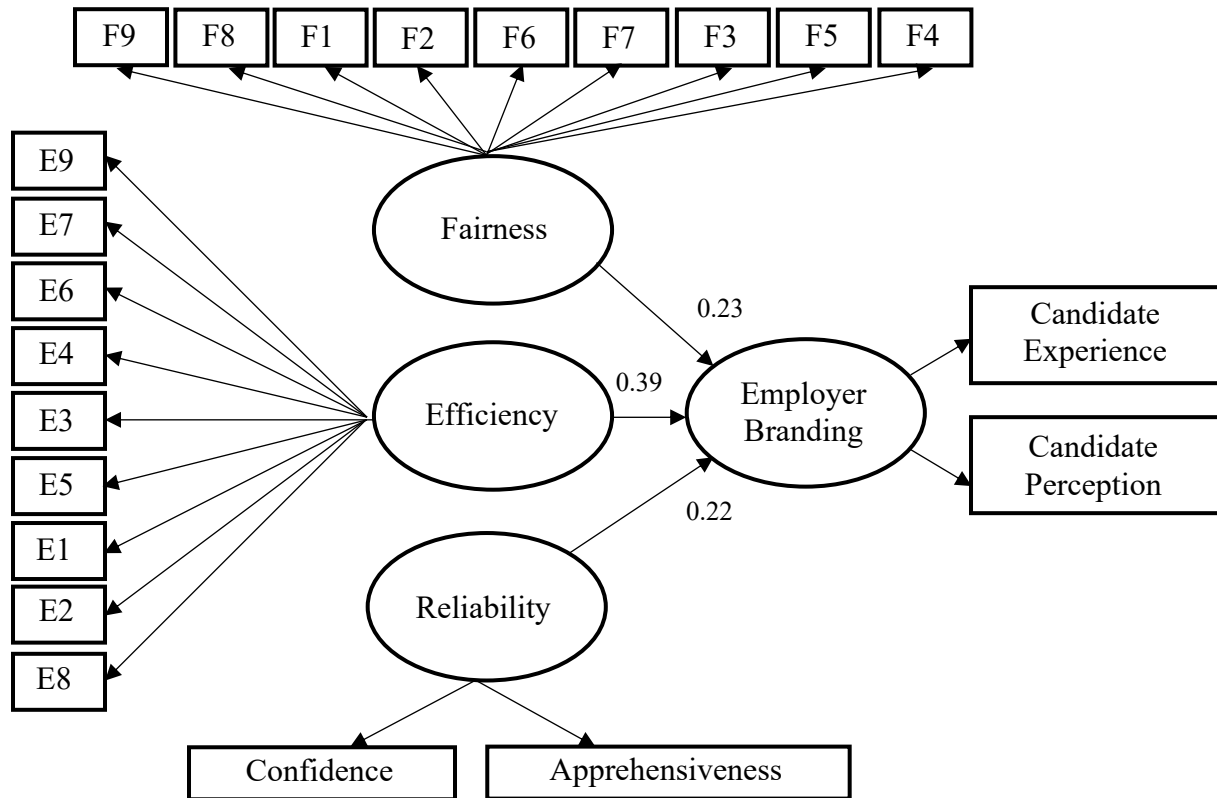 F9 F8 F1 F2 F6 F7 F3 F5 F4
E9
E7
E6
E4
E3
E5
E1
E2
E8
Fairness
Efficiency
Reliability
0.23
0.39
0.22
Employer
Branding
Candidate
Experience
Candidate
Perception
Confidence
Apprehensiveness